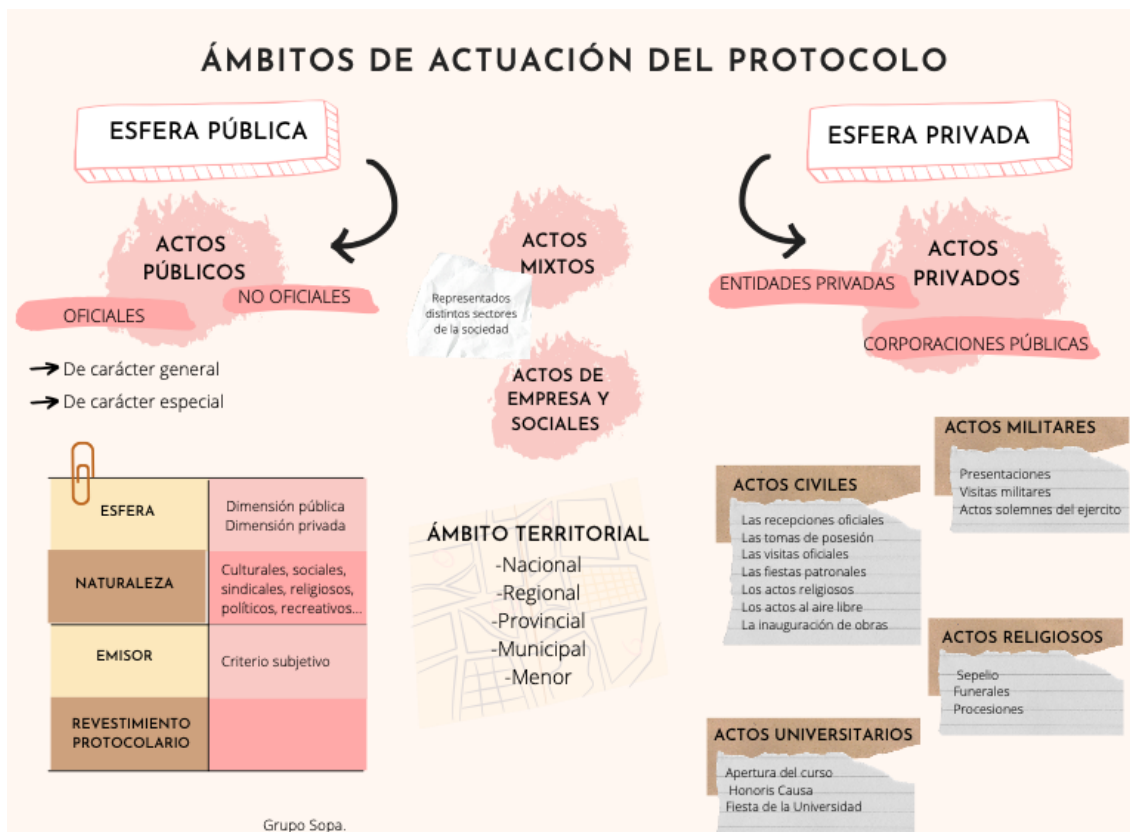 ÁMBITOS DE ACTUACIÓN DEL PROTOCOLO
ESFERA PÚBLICA
ACTOS
PÚBLICOS
OFICIALES
NO OFICIALES
De carácter general
De carácter especial
ESFERA
Dimensión pública
Dimensión privada
NATURALEZA
Culturales, sociales,
sindicales, religiosos,
políticos, recreativos...
EMISOR
Criterio subjetivo
REVESTIMIENTO
PROTOCOLARIO
Grupo Sopa.
ACTOS
MIXTOS
Representados
distintos sectores
de la sociedad
ACTOS DE
EMPRESA Y
SOCIALES
ÁMBITO TERRITORIAL
-Nacional
-Regional
-Provincial
-Municipal
-Menor
ESFERA PRIVADA
ACTOS
PRIVADOS
ENTIDADES PRIVADAS
CORPORACIONES PÚBLICAS
ACTOS CIVILES
Las recepciones oficiales
Las tomas de posesión
Las visitas oficiales
Las fiestas patronales
Los actos religiosos
Los actos al aire libre
La inauguración de obras
ACTOS MILITARES
Presentaciones
Visitas militares
Actos solemnes del ejercito
ACTOS RELIGIOSOS
Sepelio
Funerales
Procesiones
ACTOS UNIVERSITARIOS
Apertura del curso
Honoris Causa
Fiesta de la Universidad